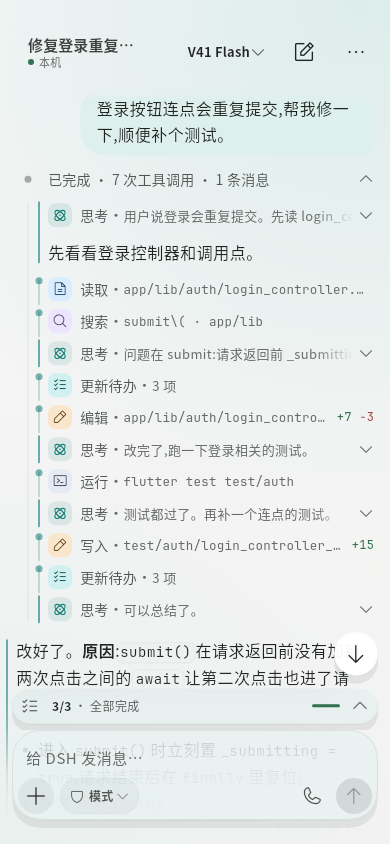 修复登录重复…
本机
V41 Flash
登录按钮连点会重复提交,帮我修一
下,顺便补个测试。
已完成 · 7 次工具调用 · 1 条消息
思考 · 用户说登录会重复提交。先读 login_c
先看看登录控制器和调用点。
读取 · app/lib/auth/login_controller.…
搜索 · submit\( · app/lib
思考 · 问题在 submit:请求返回前 _submittin
更新待办 · 3 项
编辑 · app/lib/auth/login_contro… +7 -3
思考 · 改完了,跑一下登录相关的测试。
运行 · flutter test test/auth
思考 · 测试都过了。再补一个连点的测试。
写入 · test/auth/login_controller_… +15
更新待办 · 3 项
思考 · 可以总结了。
改好了。原因:submit() 在请求返回前没有加
两次点击之间的 await 让第二次点击也进了请
3/3 · 全部完成
进入 submit() 时立刻置 _submitting =
给 DSH 发消息…
true,请求结束后在 finally 里复位;
模式